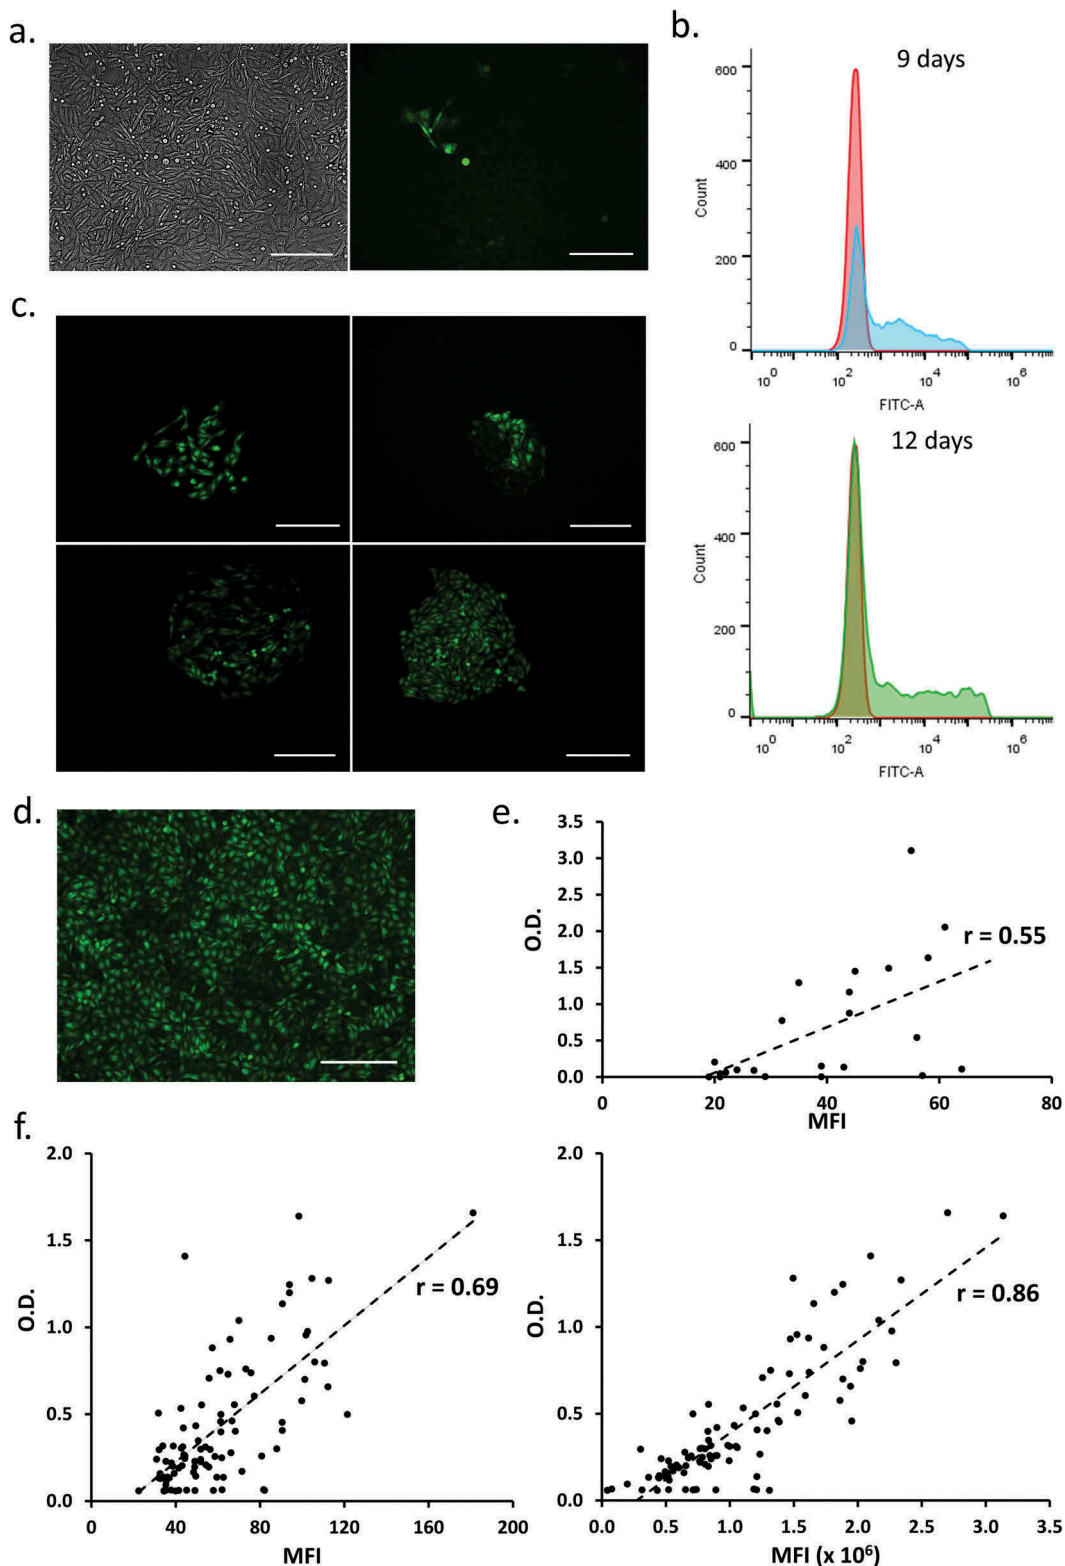 a.
b.
9 days
600
400
200
0
Count
10^0
10^2
10^4
10^6
FITC-A
c.
12 days
600
400
200
0
Count
10^0
10^2
10^4
10^6
FITC-A
d.
e.
3.5
3.0
2.5
2.0
1.5
1.0
0.5
0.0
O.D.
r = 0.55
0
20
40
60
80
MFI
f.
2.0
1.5
1.0
0.5
0.0
O.D.
r = 0.69
0
40
80
120
160
200
MFI
2.0
1.5
1.0
0.5
0.0
O.D.
r = 0.86
0.0
0.5
1.0
1.5
2.0
2.5
3.0
3.5
MFI (x 10⁶)